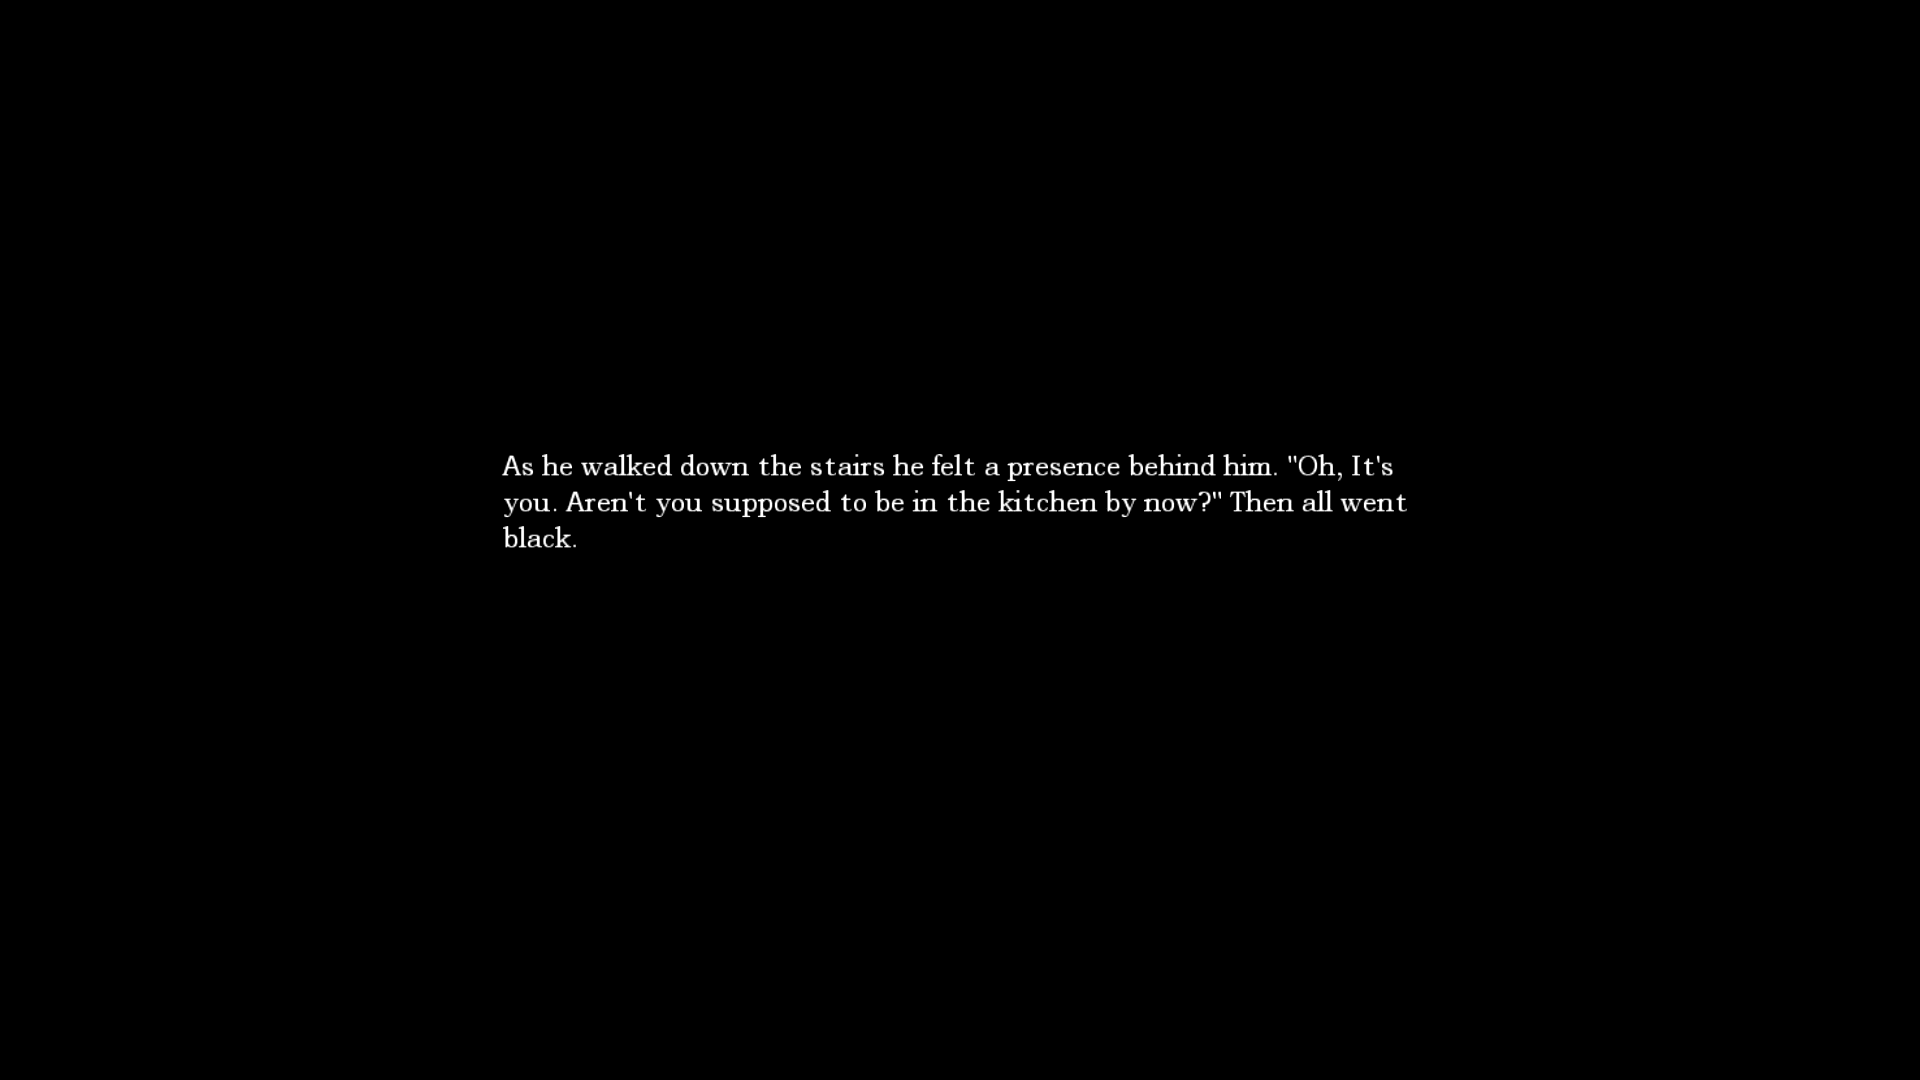 As he walked down the stairs he felt a presence behind him. "Oh, It's
you. Aren't you supposed to be in the kitchen by now?" Then all went
black.